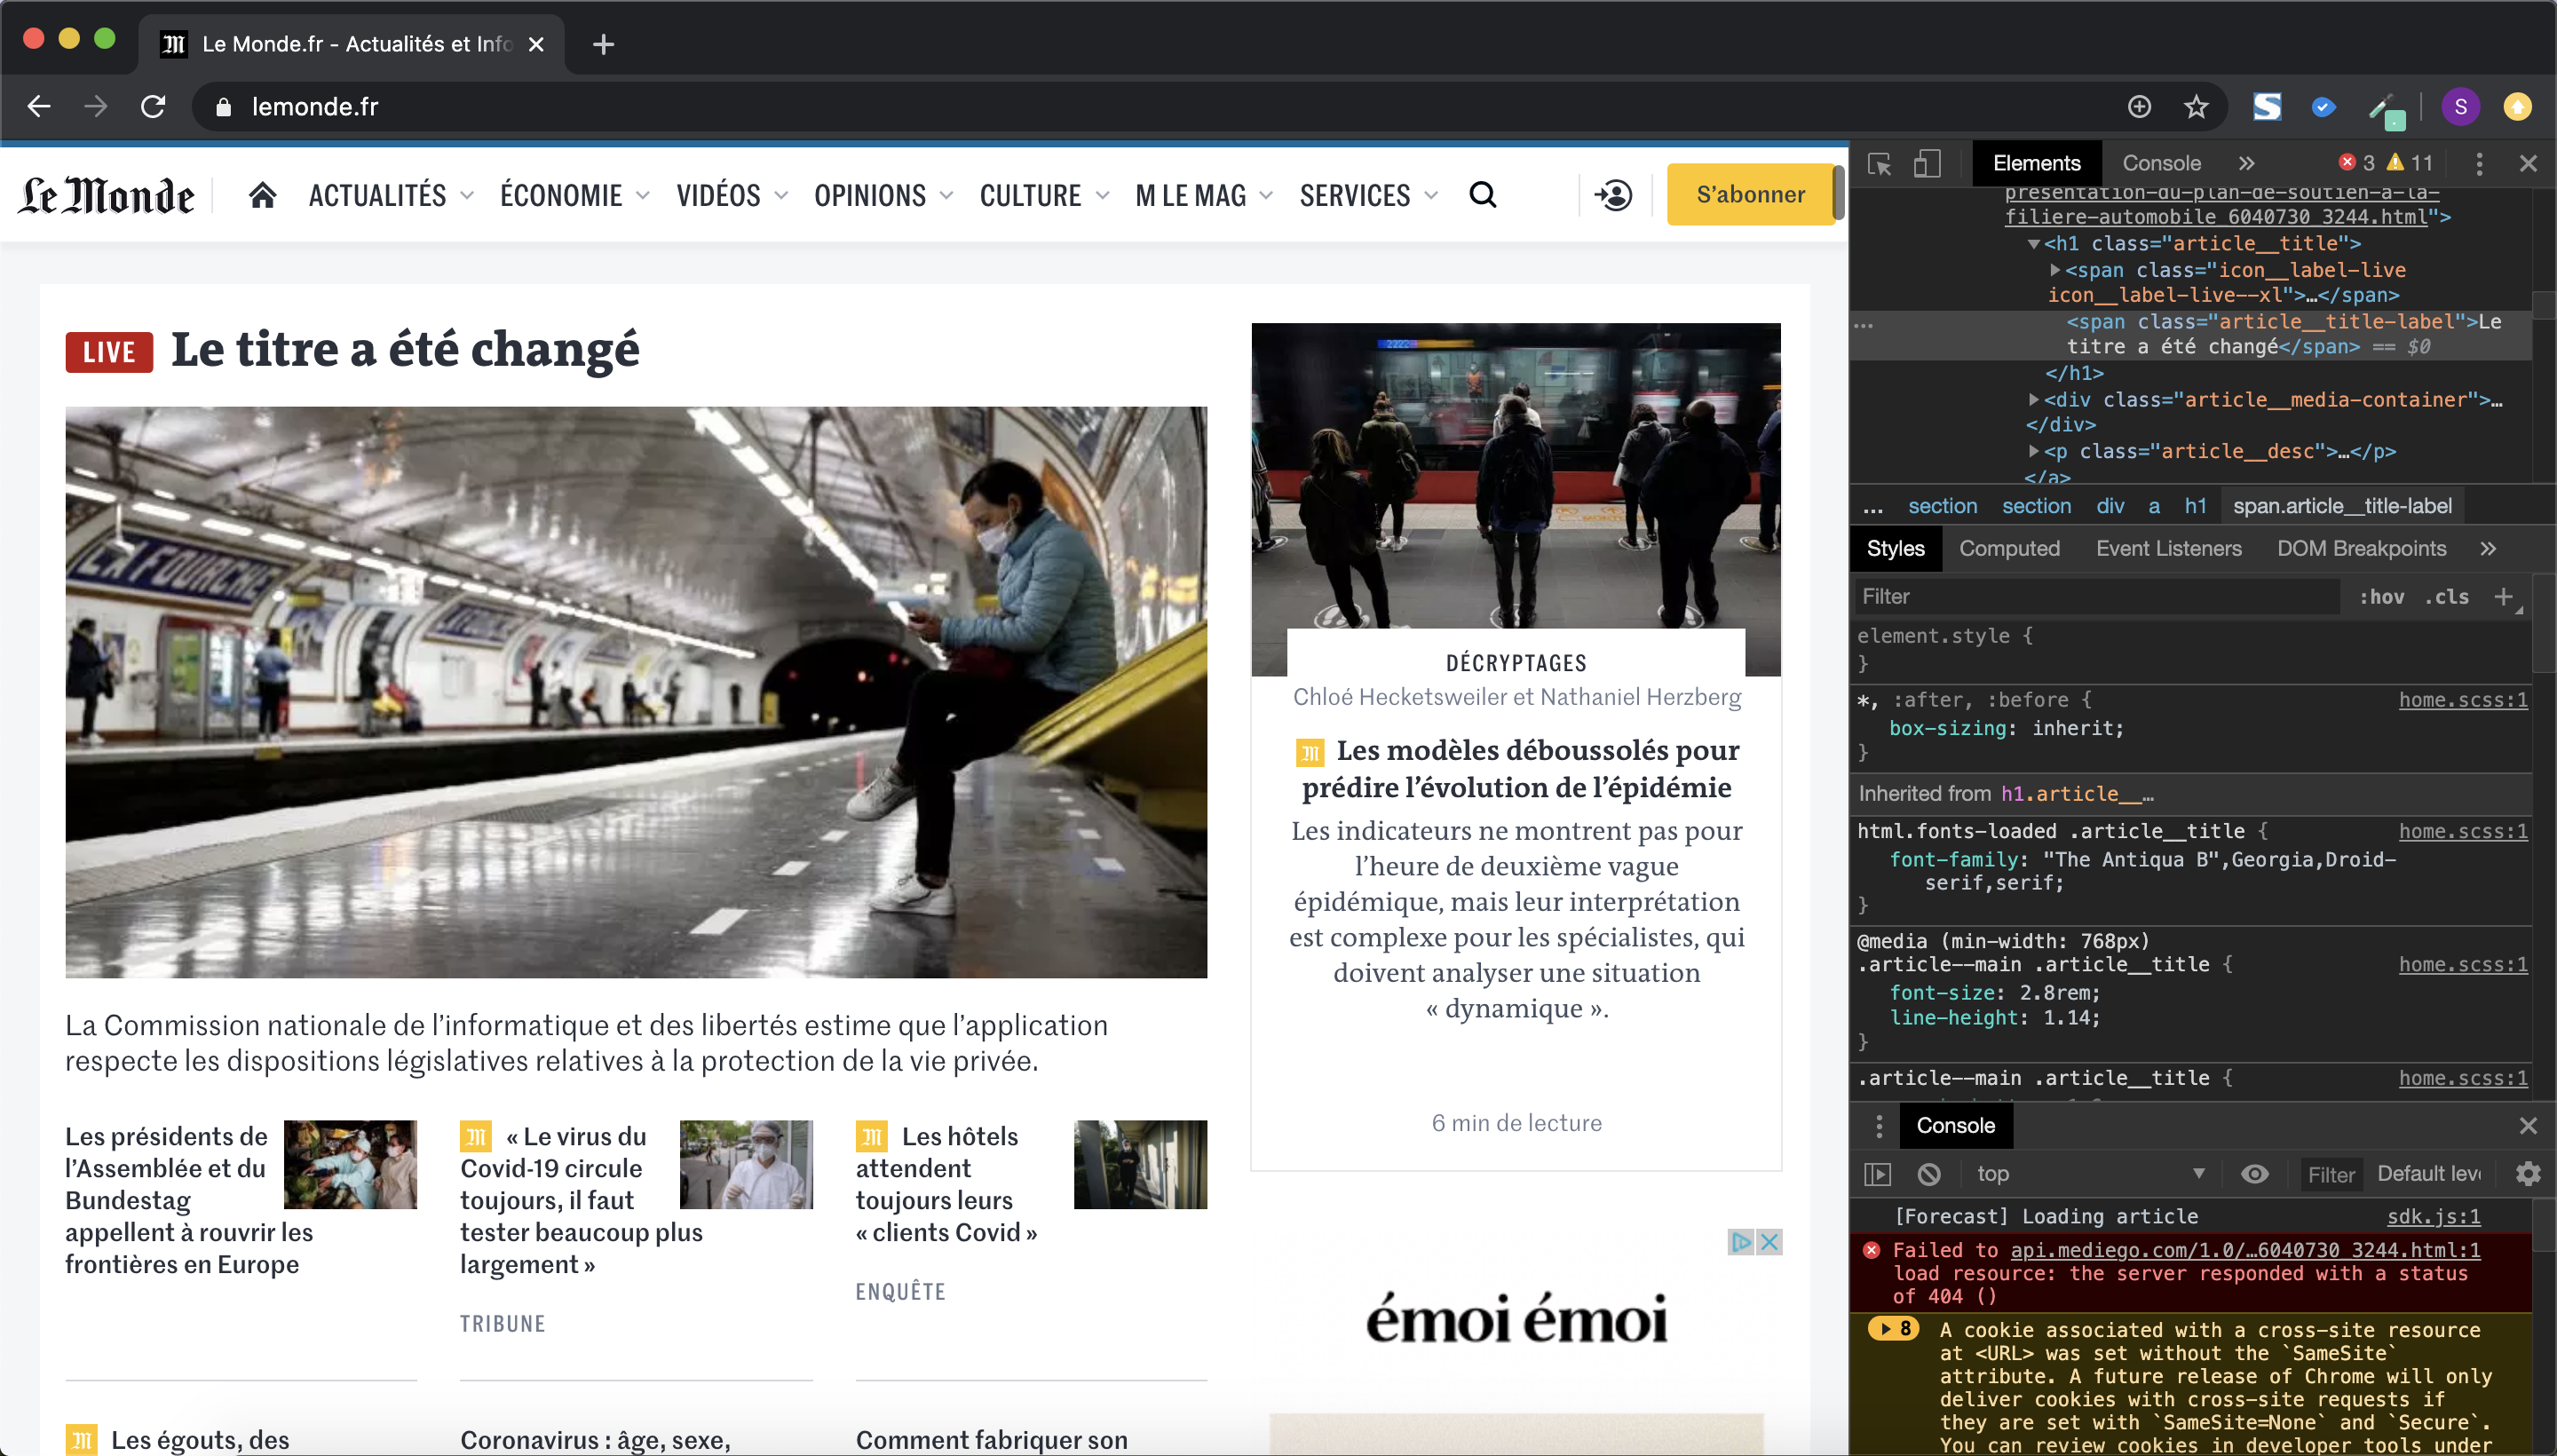 Le Monde.fr - Actualités et Info
lemonde.fr
S
Le Monde
ACTUALITÉS
ÉCONOMIE
VIDÉOS
OPINIONS
CULTURE
M LE MAG
SERVICES
S'abonner
LIVE Le titre a été changé
LA FOURCHE
La Commission nationale de l'informatique et des libertés estime que l'application
respecte les dispositions législatives relatives à la protection de la vie privée.
Les présidents de
l'Assemblée et du
Bundestag
appellent à rouvrir les
frontières en Europe
M « Le virus du
Covid-19 circule
toujours, il faut
tester beaucoup plus
largement »
TRIBUNE
M Les hôtels
attendent
toujours leurs
« clients Covid »
ENQUÊTE
M Les égouts, des
Coronavirus : âge, sexe,
Comment fabriquer son
DÉCRYPTAGES
Chloé Hecketsweiler et Nathaniel Herzberg
M Les modèles déboussolés pour
prédire l'évolution de l'épidémie
Les indicateurs ne montrent pas pour
l'heure de deuxième vague
épidémique, mais leur interprétation
est complexe pour les spécialistes, qui
doivent analyser une situation
« dynamique ».
6 min de lecture
émoi émoi
Elements
Console
3
11
presentation-du-plan-de-soutien-a-la-
filiere-automobile_6040730_3244.html">
<h1 class="article__title">
<span class="icon__label-live
icon__label-live--xl">…</span>
<span class="article__title-label">Le
titre a été changé</span> == $0
</h1>
<div class="article__media-container">…
</div>
<p class="article__desc">…</p>
</a>
... section section div a h1 span.article__title-label
Styles Computed Event Listeners DOM Breakpoints
Filter :hov .cls
element.style {
}
*, :after, :before { home.scss:1
box-sizing: inherit;
}
Inherited from h1.article__…
html.fonts-loaded .article__title { home.scss:1
font-family: "The Antiqua B",Georgia,Droid-
serif,serif;
}
@media (min-width: 768px)
.article--main .article__title { home.scss:1
font-size: 2.8rem;
line-height: 1.14;
}
.article--main .article__title { home.scss:1
Console
top
Filter
Default lev
[Forecast] Loading article sdk.js:1
Failed to api.mediego.com/1.0/…6040730_3244.html:1
load resource: the server responded with a status
of 404 ()
8 A cookie associated with a cross-site resource
at <URL> was set without the `SameSite`
attribute. A future release of Chrome will only
deliver cookies with cross-site requests if
they are set with `SameSite=None` and `Secure`.
You can review cookies in developer tools under